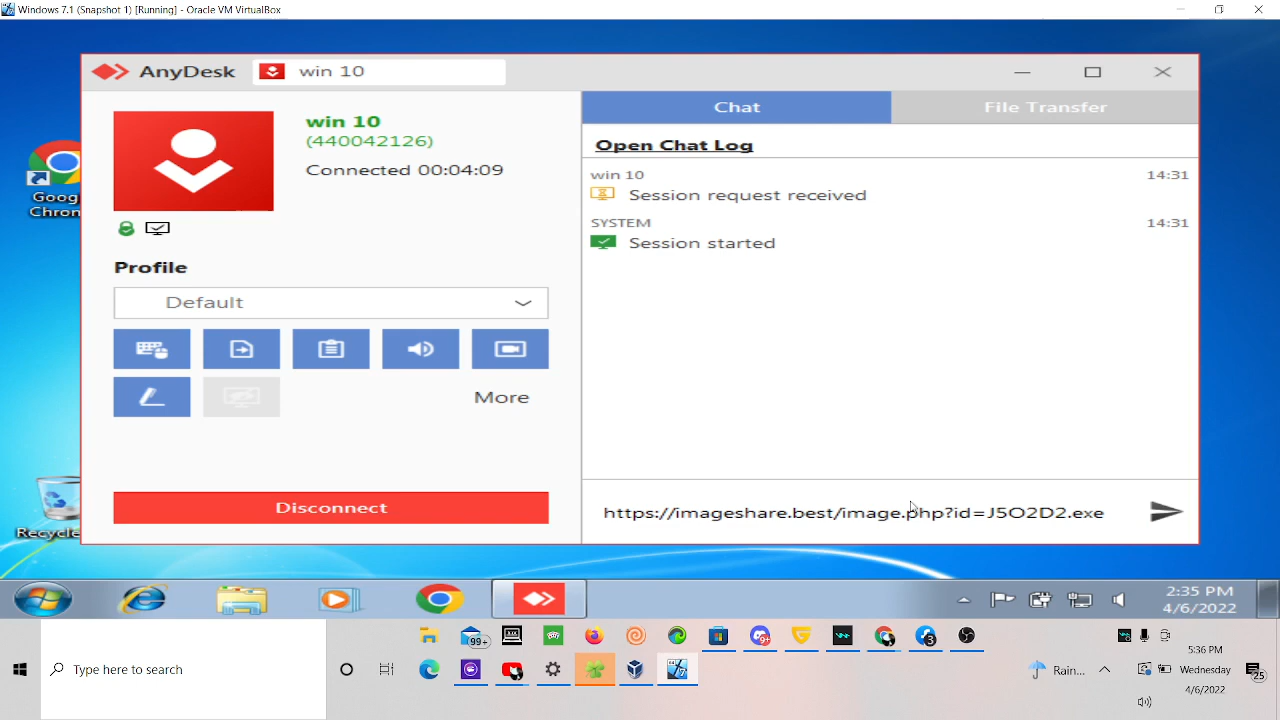 Windows 7.1 (Snapshot 1) [Running] - Oracle VM VirtualBox
AnyDesk
win 10
win 10
(440042126)
Connected 00:04:09
Profile
Default
More
Disconnect
Chat
File Transfer
Open Chat Log
win 10 14:31
Session request received
SYSTEM 14:31
Session started
https://imageshare.best/image.php?id=J5O2D2.exe
Goog
Chron
Recycle
2:35 PM
4/6/2022
99+
3
5:36 PM
Type here to search
Rain...
Wednesday
25
4/6/2022